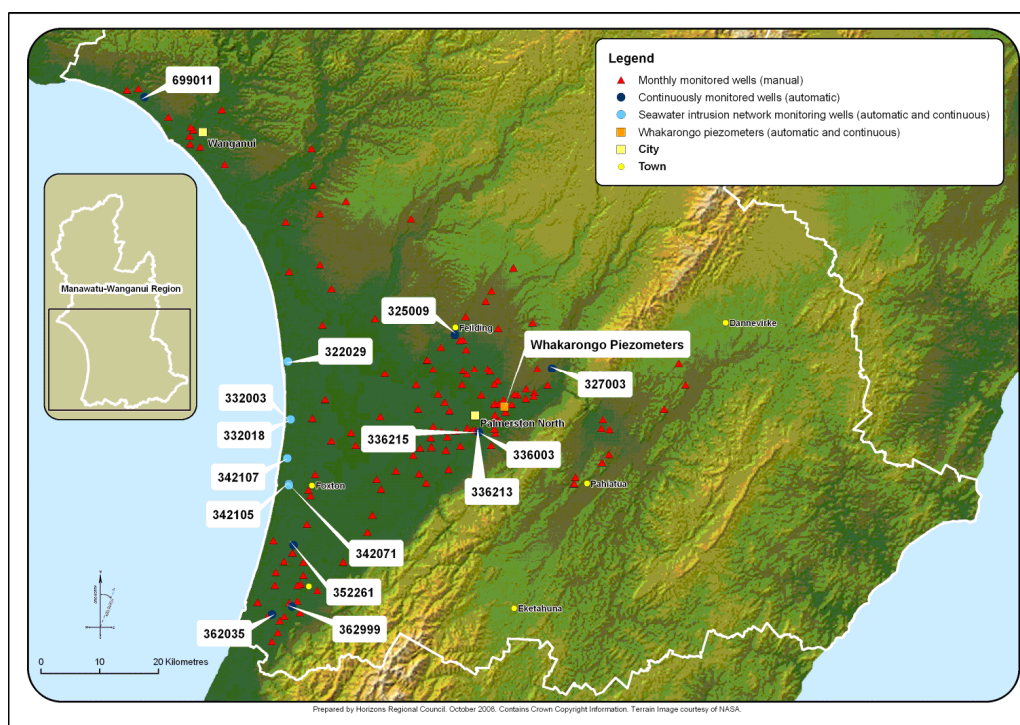 699011
Wanganui
Legend
Monthly monitored wells (manual)
Continuously monitored wells (automatic)
Seawater intrusion network monitoring wells (automatic and continuous)
Whakarongo piezometers (automatic and continuous)
City
Town
Manawatu-Wanganui Region
325009
Feilding
Dannevirke
Whakarongo Piezometers
322029
327003
332003
332018
Palmerston North
336215
336003
336213
342107
Foxton
Pahiatua
342105
342071
352261
Eketahuna
362035
362999
0 10 20 Kilometres
Prepared by Horizons Regional Council. October 2008. Contains Crown Copyright Information. Terrain Image courtesy of NASA.